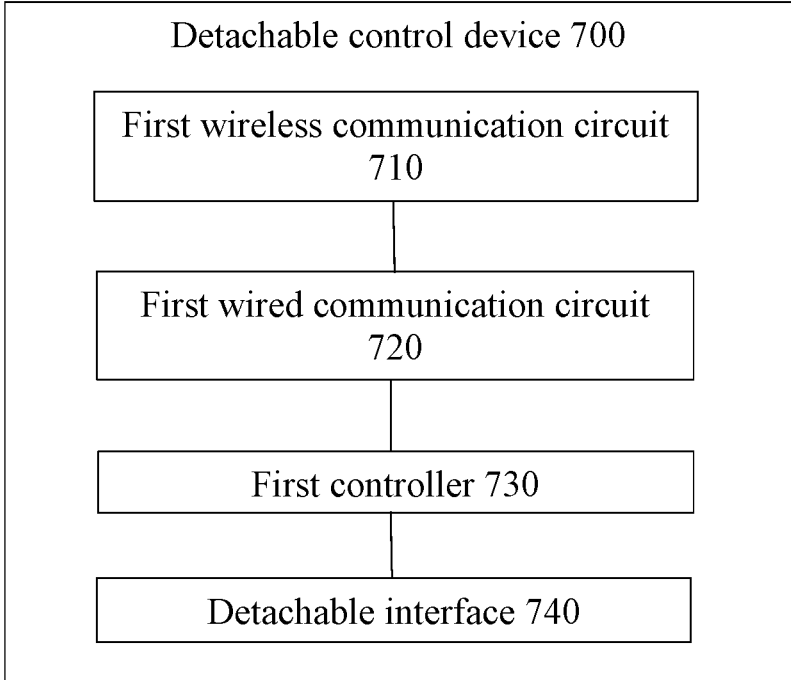 Detachable control device 700
First wireless communication circuit
710
First wired communication circuit
720
First controller 730
Detachable interface 740